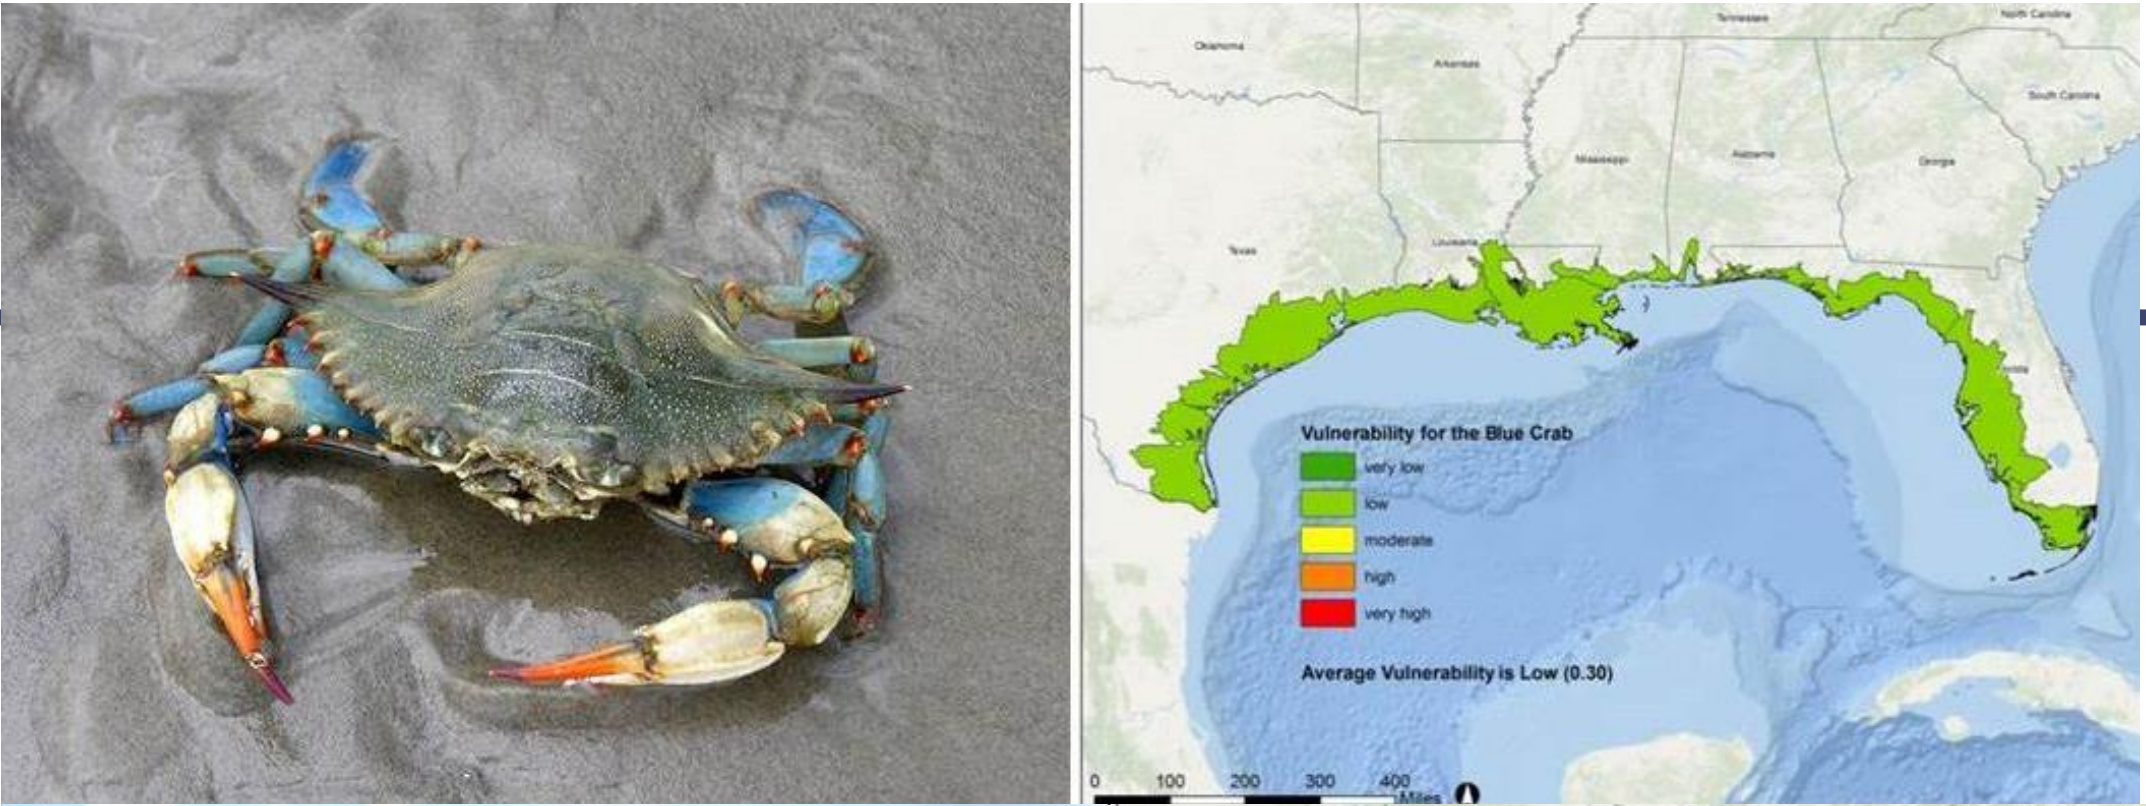 Oklahoma
Tennessee
North Carolina
Arkansas
South Carolina
Mississippi
Alabama
Georgia
Texas
Louisiana
Vulnerability for the Blue Crab
very low
low
moderate
high
very high
Average Vulnerability is Low (0.30)
0 100 200 300 400
Miles